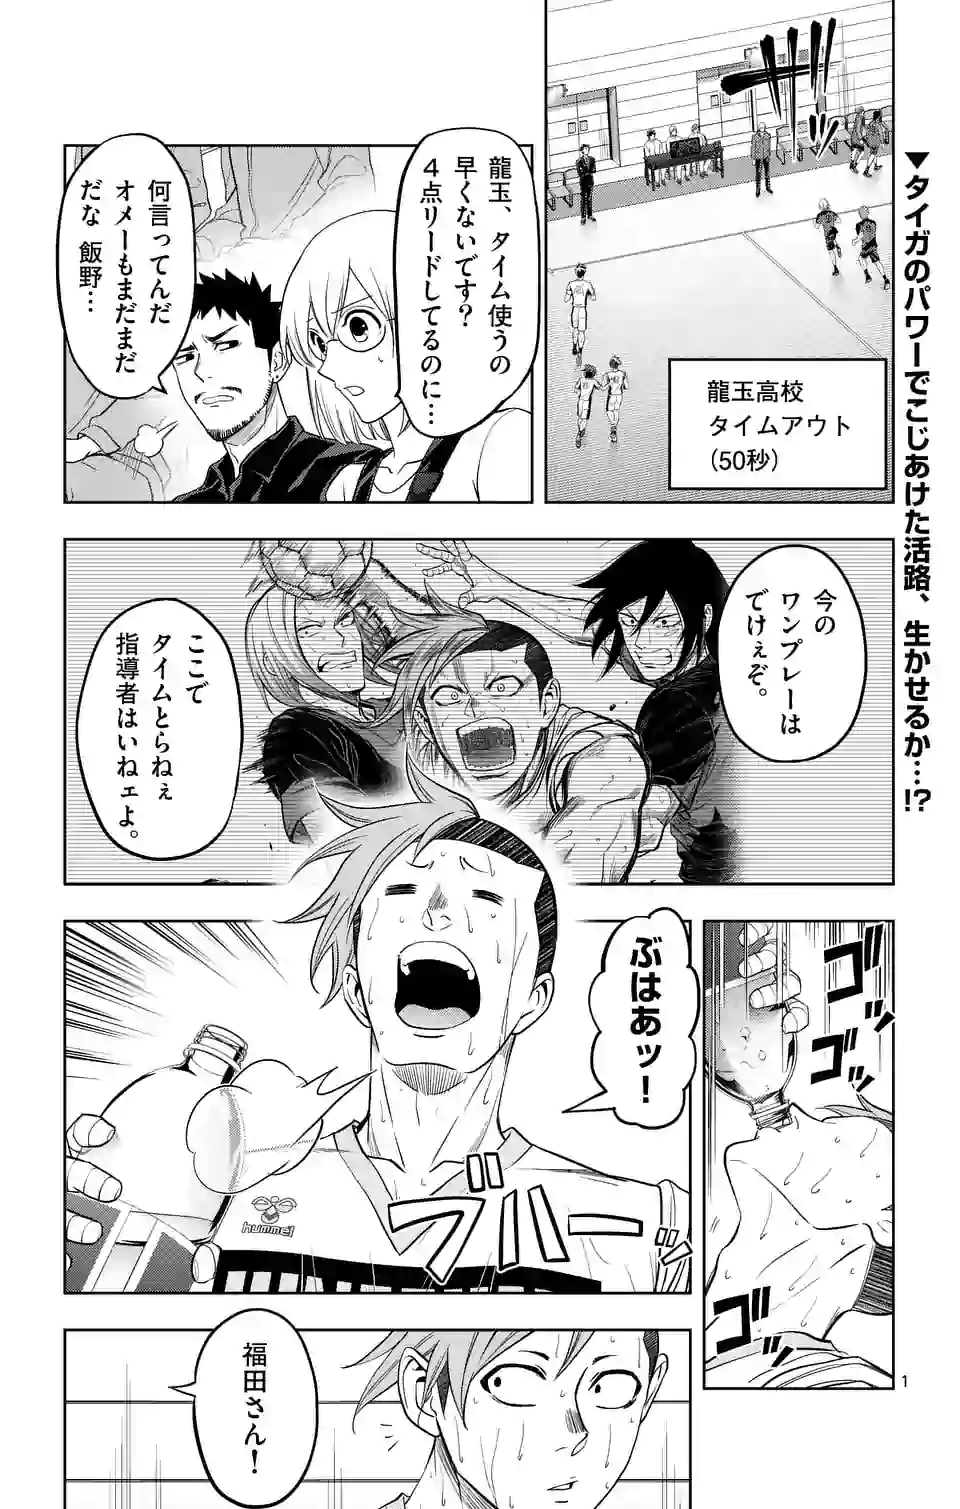 ▼タイガのパワーでこじあけた活路、生かせるか…!?
ザッ
龍玉高校
タイムアウト
(50秒)
龍玉、タイム使うの
早くないです?
4点リードしてるのに…
何言ってんだ
オメーもまだまだ
だな 飯野…
今の
ワンプレーは
でけぇぞ。
ここで
タイムとらねぇ
指導者はいねェよ。
ゴッ
ゴッ
ゴッ
ゴッ
ぶはあッ!
ブハーッ
hummel
福田さん!
1